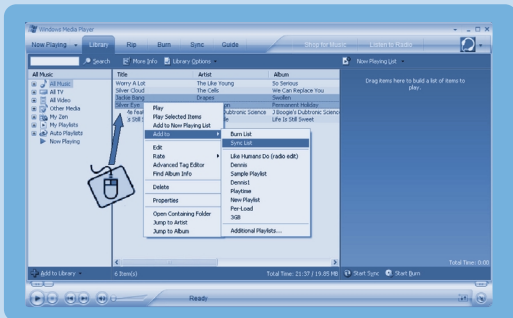 Windows Media Player
Now Playing Library Rip Burn Sync Guide Shop for Music Listen to Radio
Search More Info Library Options Now Playing List
All Music Title Artist Album
All Music Worry A Lot The Like Young So Serious
All TV Silver Cloud The Cells We Can Replace You
All Video Jackie Bang Drapes Swollen
Other Media Silver Eye Permanent Holiday
My Zen Dubtronic Science J Boogie's Dubtronic Science
My Playlists 's Still Life Is Still Sweet
Auto Playlists
Now Playing
Drag items here to build a list of items to
play.
Play
Play Selected Items
Add to Now Playing List
Add to
Edit
Rate
Advanced Tag Editor
Find Album Info
Delete
Properties
Open Containing Folder
Jump to Artist
Jump to Album
Burn List
Sync List
Like Humans Do (radio edit)
Dennis
Sample Playlist
Dennis1
Playtime
New Playlist
Per-Load
3GB
Additional Playlists...
Total Time: 0:00
Add to Library 6 Item(s) Total Time: 21:37 / 19.85 MB Start Sync Start Burn
Ready